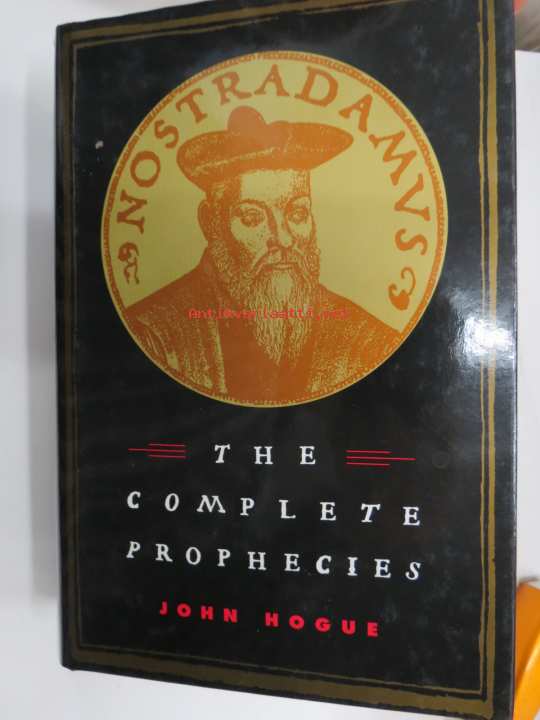 NOSTRADAMVS
Antikvariaatti.net
THE
COMPLETE
PROPHECIES
JOHN HOGUE